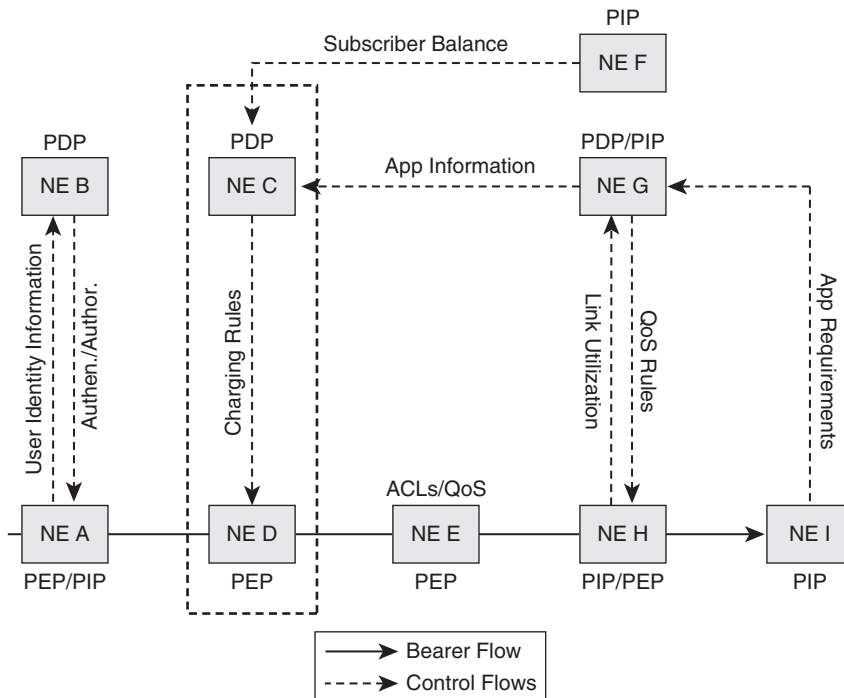 PIP
Subscriber Balance
NE F
PDP
PDP
PDP/PIP
App Information
NE B
NE C
NE G
User Identity Information
Authen./Author.
Charging Rules
Link Utilization
QoS Rules
App Requirements
ACLs/QoS
NE A
NE D
NE E
NE H
NE I
PEP/PIP
PEP
PEP
PIP/PEP
PIP
Bearer Flow
Control Flows